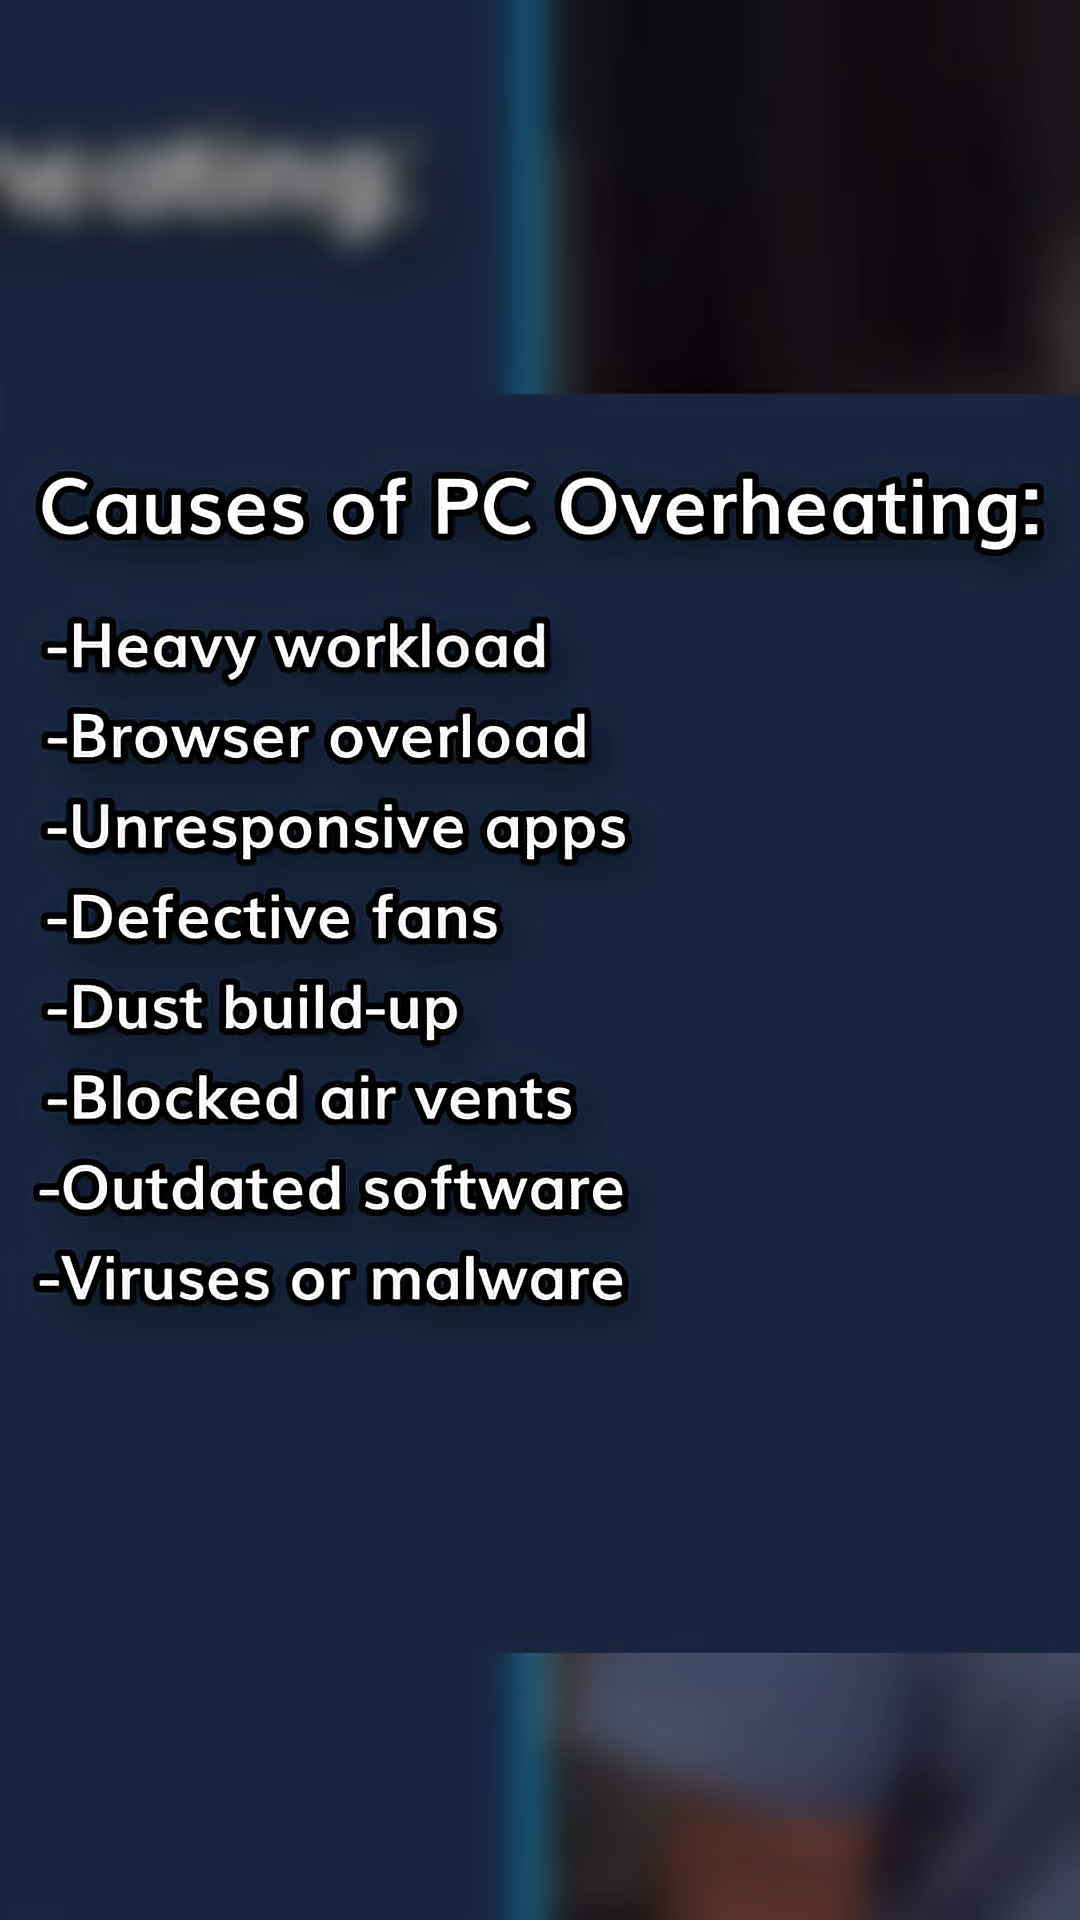 heating:
Causes of PC Overheating:
-Heavy workload
-Browser overload
-Unresponsive apps
-Defective fans
-Dust build-up
-Blocked air vents
-Outdated software
-Viruses or malware